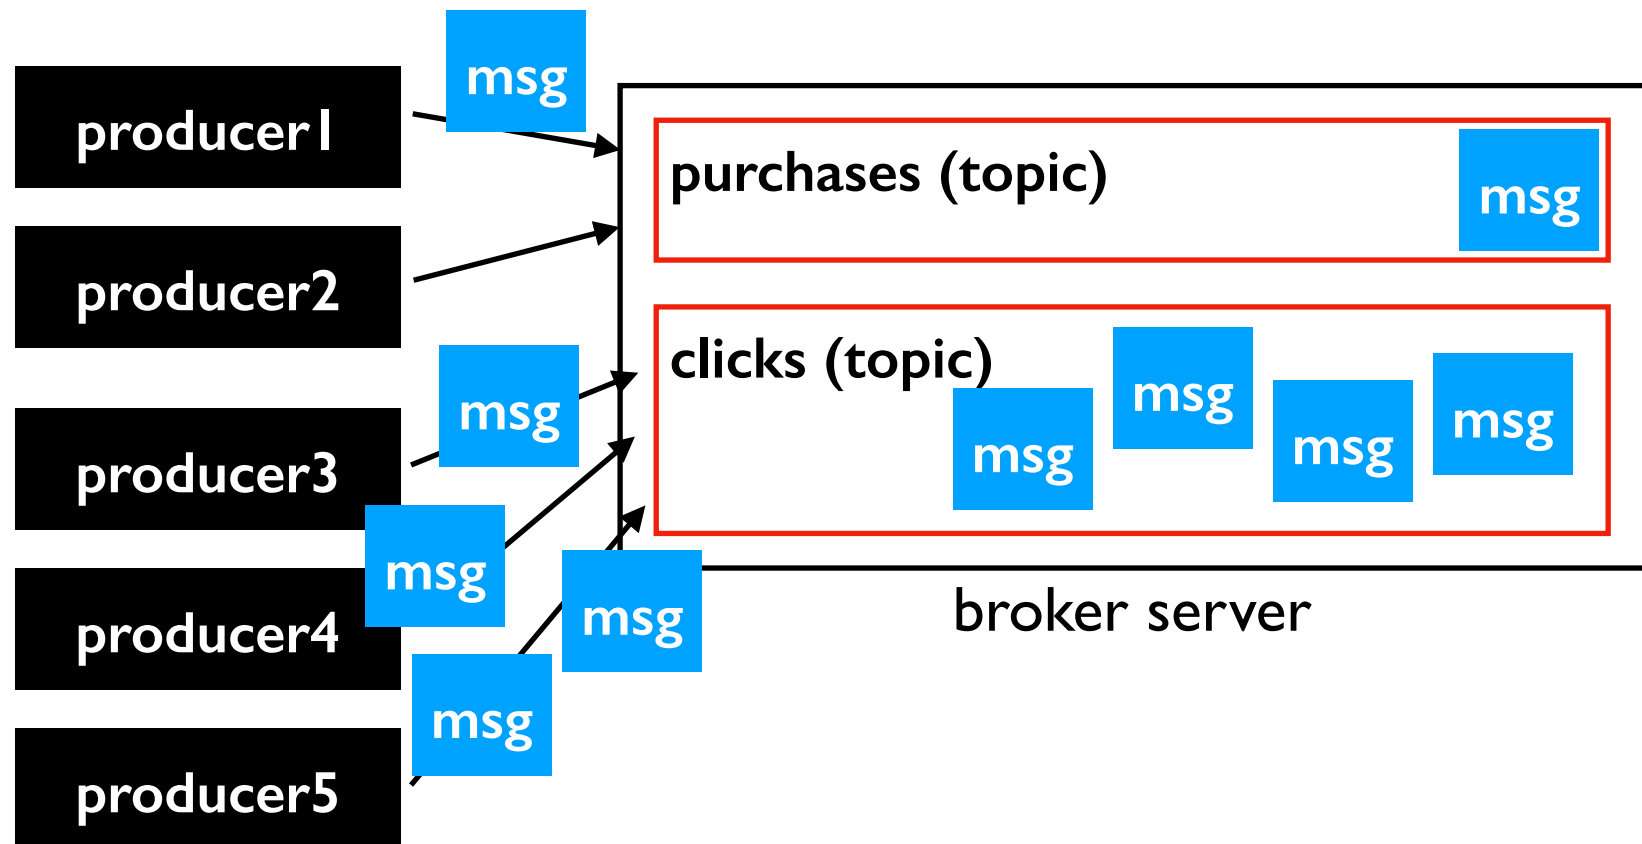 msg
producer1
purchases (topic)
msg
producer2
clicks (topic)
msg
msg
msg
msg
msg
producer3
msg
msg
broker server
producer4
msg
producer5